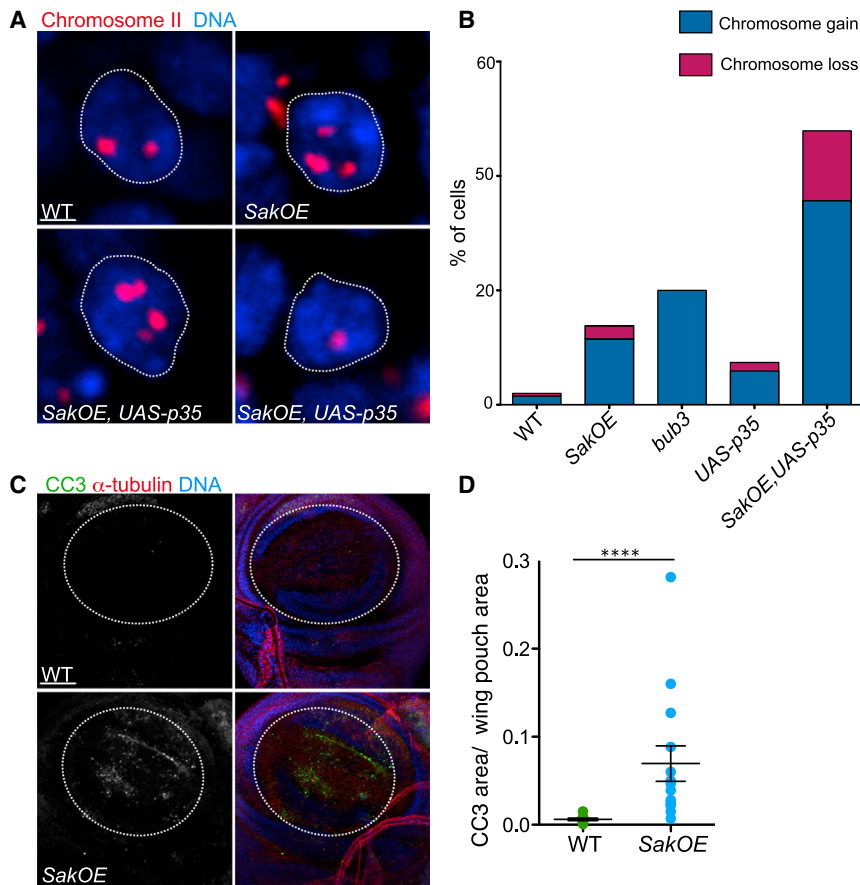 A Chromosome II DNA
WT
SakOE
SakOE, UAS-p35
SakOE, UAS-p35
B
Chromosome gain
Chromosome loss
% of cells
60
50
20
0
WT
SakOE
bub3
UAS-p35
SakOE, UAS-p35
C CC3 α-tubulin DNA
WT
SakOE
D
CC3 area/ wing pouch area
0.3
0.2
0.1
0.0
****
WT
SakOE